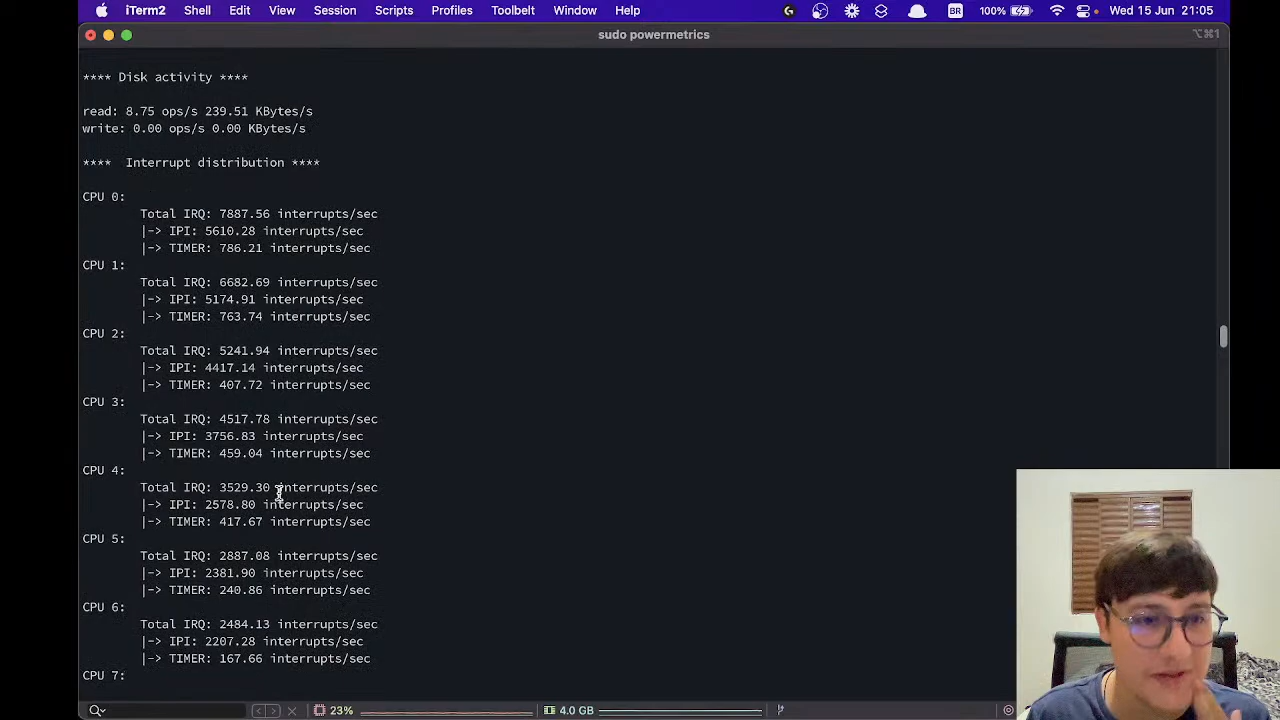 iTerm2 Shell Edit View Session Scripts Profiles Toolbelt Window Help BR 100% Wed 15 Jun 21:05
sudo powermetrics ⌥⌘1
**** Disk activity ****
read: 8.75 ops/s 239.51 KBytes/s
write: 0.00 ops/s 0.00 KBytes/s
**** Interrupt distribution ****
CPU 0:
Total IRQ: 7887.56 interrupts/sec
|-> IPI: 5610.28 interrupts/sec
|-> TIMER: 786.21 interrupts/sec
CPU 1:
Total IRQ: 6682.69 interrupts/sec
|-> IPI: 5174.91 interrupts/sec
|-> TIMER: 763.74 interrupts/sec
CPU 2:
Total IRQ: 5241.94 interrupts/sec
|-> IPI: 4417.14 interrupts/sec
|-> TIMER: 407.72 interrupts/sec
CPU 3:
Total IRQ: 4517.78 interrupts/sec
|-> IPI: 3756.83 interrupts/sec
|-> TIMER: 459.04 interrupts/sec
CPU 4:
Total IRQ: 3529.30 interrupts/sec
|-> IPI: 2578.80 interrupts/sec
|-> TIMER: 417.67 interrupts/sec
CPU 5:
Total IRQ: 2887.08 interrupts/sec
|-> IPI: 2381.90 interrupts/sec
|-> TIMER: 240.86 interrupts/sec
CPU 6:
Total IRQ: 2484.13 interrupts/sec
|-> IPI: 2207.28 interrupts/sec
|-> TIMER: 167.66 interrupts/sec
CPU 7:
23% 4.0 GB